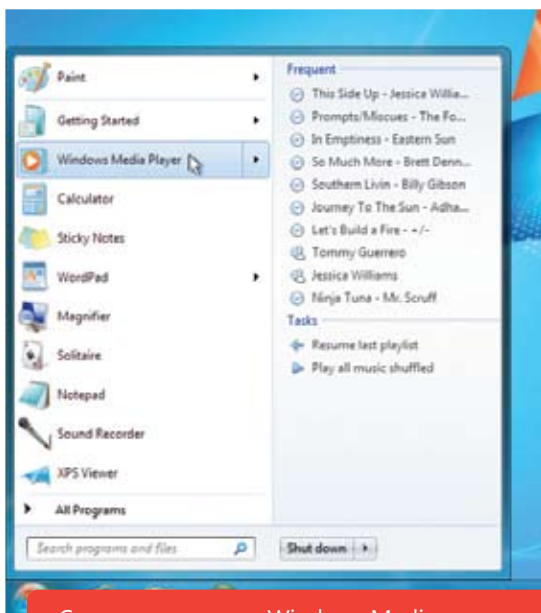 Paint
Getting Started
Windows Media Player
Calculator
Sticky Notes
WordPad
Magnifier
Solitaire
Notepad
Sound Recorder
XPS Viewer
All Programs
Search programs and files
Frequent
This Side Up - Jessica Willia...
Prompts/Miscues - The Fo...
In Emptiness - Eastern Sun
So Much More - Brett Denn...
Southern Livin - Billy Gibson
Journey To The Sun - Adha...
Let's Build a Fire - +/-
Tommy Guerrero
Jessica Williams
Ninja Tuna - Mr. Scruff
Tasks
Resume last playlist
Play all music shuffled
Shut down
Windows Media